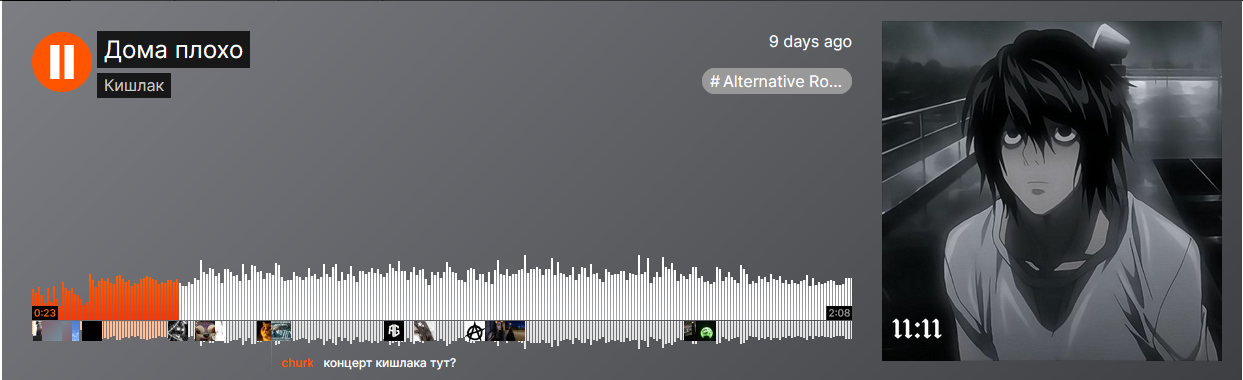 Дома плохо
Кишлак
9 days ago
# Alternative Ro...
11:11
0:23
2:08
churk концерт кишлака тут?